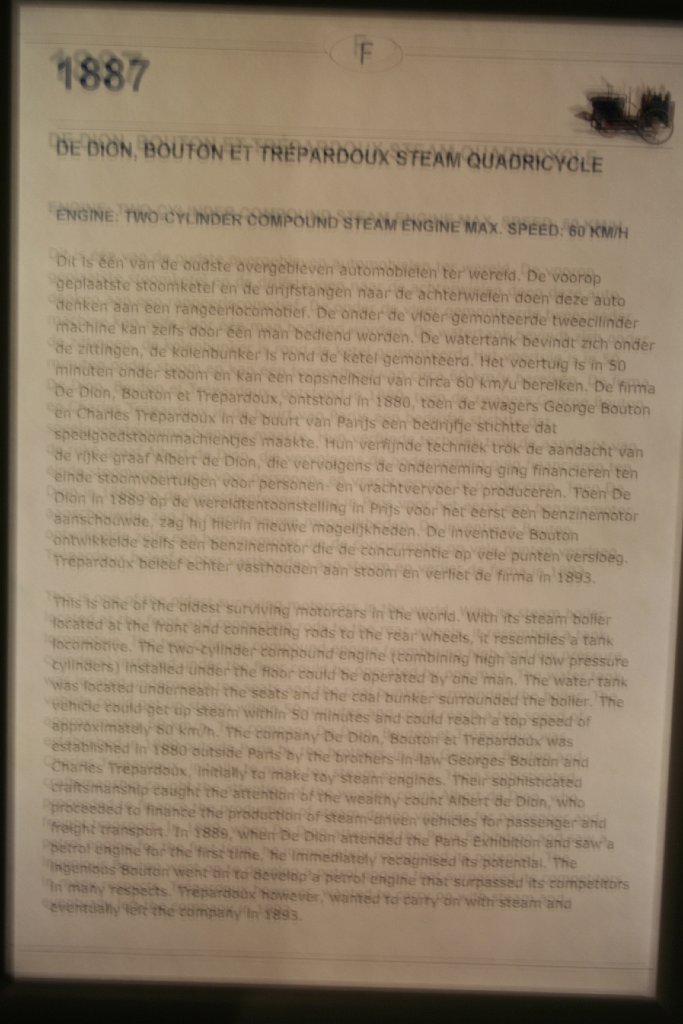 F
1887
DE DION, BOUTON ET TRÉPARDOUX STEAM QUADRICYCLE
ENGINE: TWO-CYLINDER COMPOUND STEAM ENGINE MAX. SPEED: 60 KM/H
Dit is één van de oudste overgebleven automobielen ter wereld. De voorop
geplaatste stoomketel en de drijfstangen naar de achterwielen doen deze auto
denken aan een rangeerlocomotief. De onder de vloer gemonteerde tweecilinder
machine kan zelfs door één man bediend worden. De watertank bevindt zich onder
de zittingen, de kolenbunker is rond de ketel gemonteerd. Het voertuig is in 50
minuten onder stoom en kan een topsnelheid van circa 60 km/u bereiken. De firma
De Dion, Bouton et Trépardoux, ontstond in 1880, toen de zwagers George Bouton
en Charles Trépardoux in de buurt van Parijs een bedrijfje stichtte dat
speelgoedstoommachientjes maakte. Hun verfijnde techniek trok de aandacht van
de rijke graaf Albert de Dion, die vervolgens de onderneming ging financieren ten
einde stoomvoertuigen voor personen- en vrachtvervoer te produceren. Toen De
Dion in 1889 op de wereldtentoonstelling in Prijs voor het eerst een benzinemotor
aanschouwde, zag hij hierin nieuwe mogelijkheden. De inventieve Bouton
ontwikkelde zelfs een benzinemotor die de concurrentie op vele punten versloeg.
Trépardoux bleef echter vasthouden aan stoom en verliet de firma in 1893.
This is one of the oldest surviving motorcars in the world. With its steam boiler
located at the front and connecting rods to the rear wheels, it resembles a tank
locomotive. The two-cylinder compound engine (combining high and low pressure
cylinders) installed under the floor could be operated by one man. The water tank
was located underneath the seats and the coal bunker surrounded the boiler. The
vehicle could get up steam within 50 minutes and could reach a top speed of
approximately 60 km/h. The company De Dion, Bouton et Trépardoux was
established in 1880 outside Paris by the brothers-in-law Georges Bouton and
Charles Trépardoux, initially to make toy steam engines. Their sophisticated
craftsmanship caught the attention of the wealthy count Albert de Dion, who
proceeded to finance the production of steam-driven vehicles for passenger and
freight transport. In 1889, when De Dion attended the Paris Exhibition and saw a
petrol engine for the first time, he immediately recognised its potential. The
ingenious Bouton went on to develop a petrol engine that surpassed its competitors
in many respects. Trépardoux however, wanted to carry on with steam and
eventually left the company in 1893.